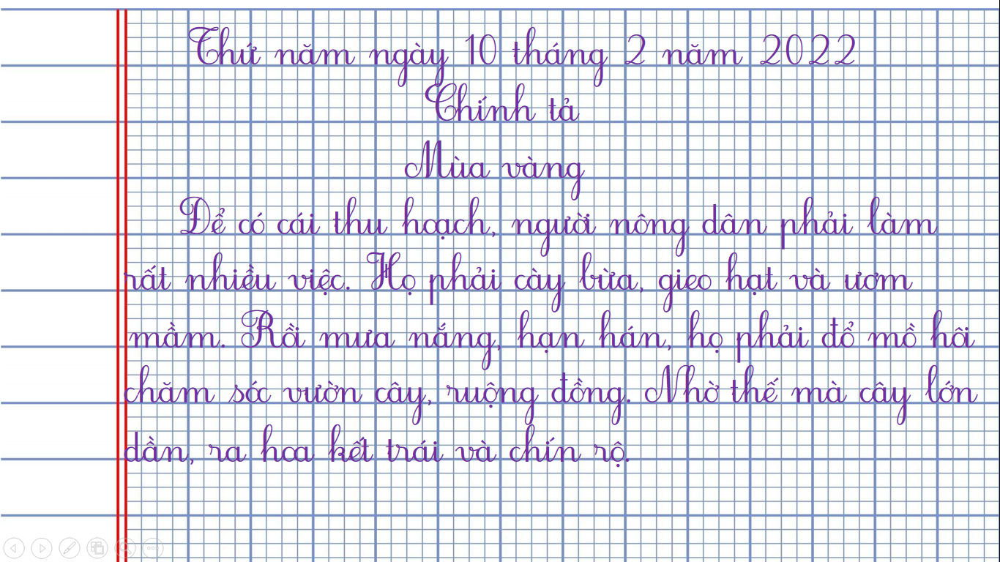 Thứ năm ngày 10 tháng 2 năm 2022
Chính tả
Mùa vàng
Để có cái thu hoạch, người nông dân phải làm
rất nhiều việc. Họ phải cày bừa, gieo hạt và ươm
mầm. Rồi mưa nắng, hạn hán, họ phải đổ mồ hôi
chăm sóc vườn cây, ruộng đồng. Nhờ thế mà cây lớn
dần, ra hoa kết trái và chín rộ.